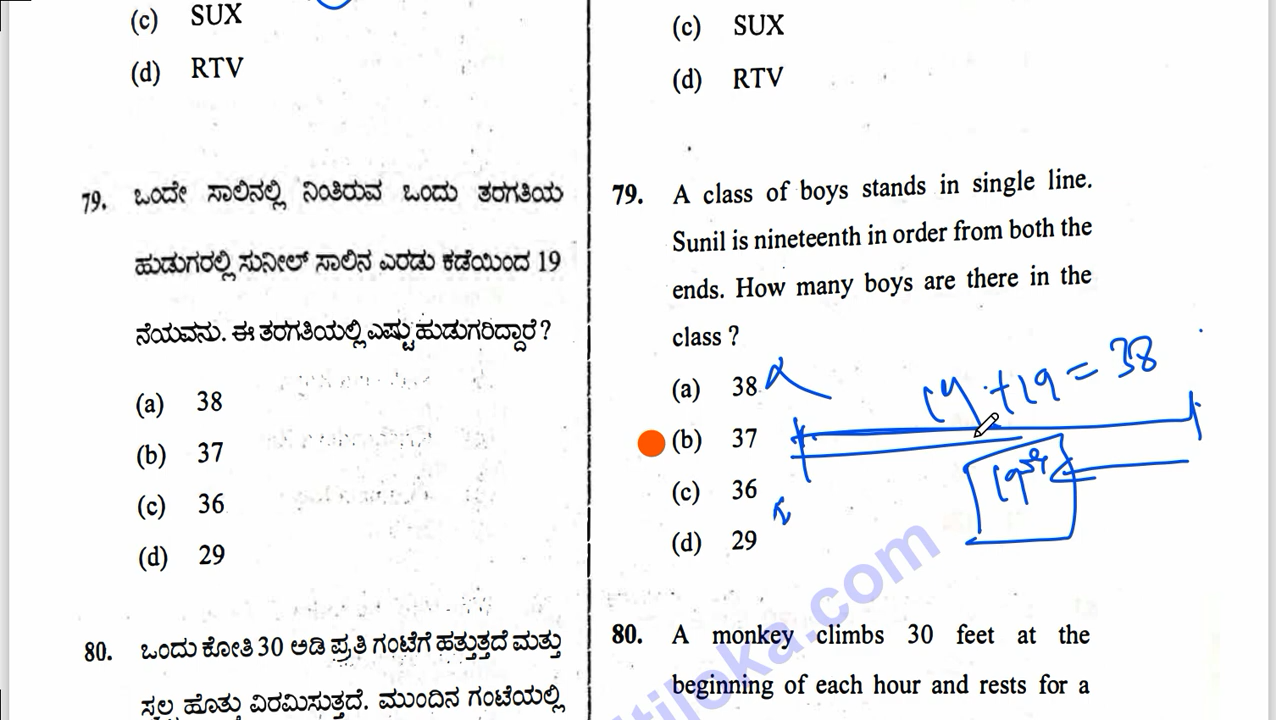 (c) SUX
(d) RTV
79. ಒಂದೇ ಸಾಲಿನಲ್ಲಿ ನಿಂತಿರುವ ಒಂದು ತರಗತಿಯ
ಹುಡುಗರಲ್ಲಿ ಸುನೀಲ್ ಸಾಲಿನ ಎರಡು ಕಡೆಯಿಂದ 19
ನೆಯವನು. ಈ ತರಗತಿಯಲ್ಲಿ ಎಷ್ಟು ಹುಡುಗರಿದ್ದಾರೆ?
(a) 38
(b) 37
(c) 36
(d) 29
80. ಒಂದು ಕೋತಿ 30 ಅಡಿ ಪ್ರತಿ ಗಂಟೆಗೆ ಹತ್ತುತ್ತದೆ ಮತ್ತು
ಸ್ವಲ್ಪ ಹೊತ್ತು ವಿರಮಿಸುತ್ತದೆ. ಮುಂದಿನ ಗಂಟೆಯಲ್ಲಿ
(c) SUX
(d) RTV
79. A class of boys stands in single line.
Sunil is nineteenth in order from both the
ends. How many boys are there in the
class ?
(a) 38
19 + 19 = 38
(b) 37
(c) 36
(d) 29
80. A monkey climbs 30 feet at the
beginning of each hour and rests for a
tijoka.com